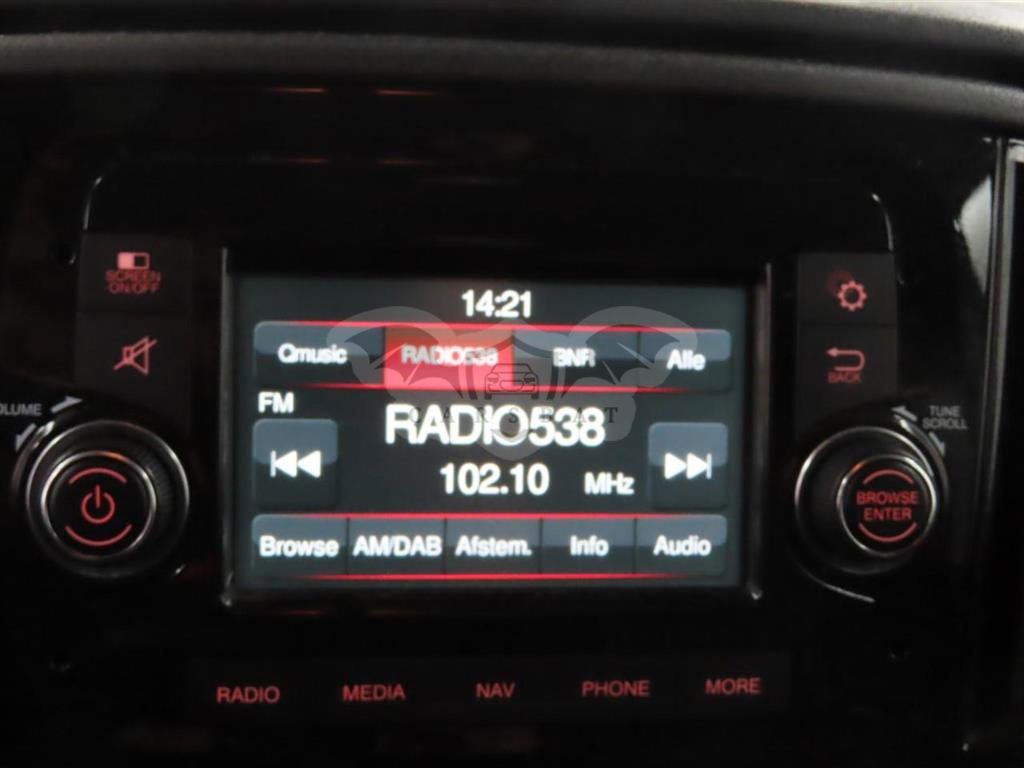 SCREEN
ON/OFF
14:21
Qmusic RADIO538 BNR Alle
BACK
VOLUME
FM
RADIO538
TUNE
SCROLL
102.10 MHz
BROWSE
ENTER
Browse AM/DAB Afstem. Info Audio
RADIO MEDIA NAV PHONE MORE